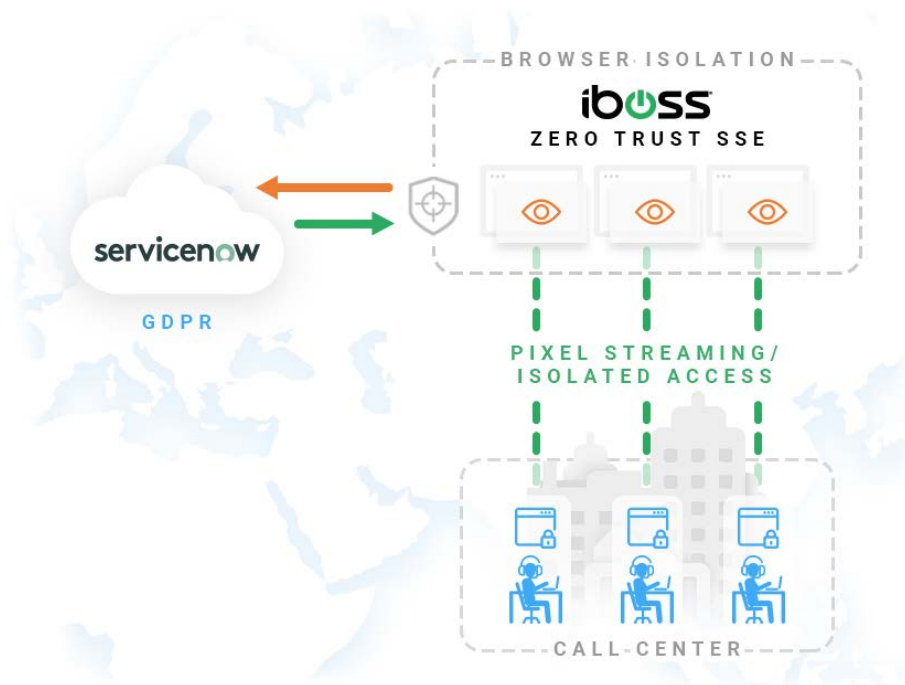 BROWSER ISOLATION
iboss
ZERO TRUST SSE
servicenow
GDPR
PIXEL STREAMING/
ISOLATED ACCESS
CALL CENTER